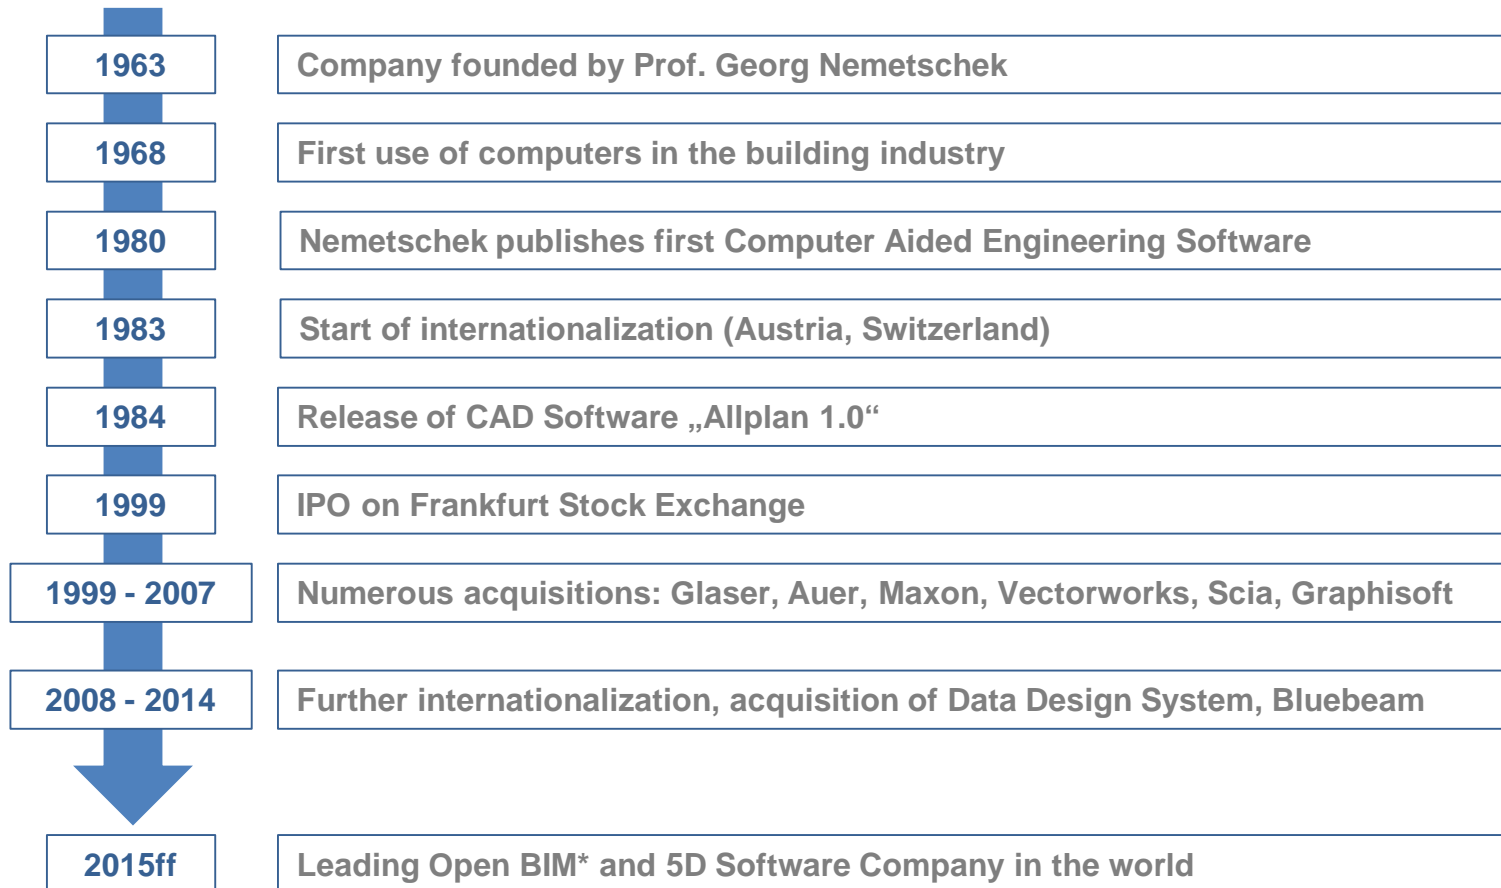 1963 Company founded by Prof. Georg Nemetschek
1968 First use of computers in the building industry
1980 Nemetschek publishes first Computer Aided Engineering Software
1983 Start of internationalization (Austria, Switzerland)
1984 Release of CAD Software „Allplan 1.0“
1999 IPO on Frankfurt Stock Exchange
1999 - 2007 Numerous acquisitions: Glaser, Auer, Maxon, Vectorworks, Scia, Graphisoft
2008 - 2014 Further internationalization, acquisition of Data Design System, Bluebeam
2015ff Leading Open BIM* and 5D Software Company in the world